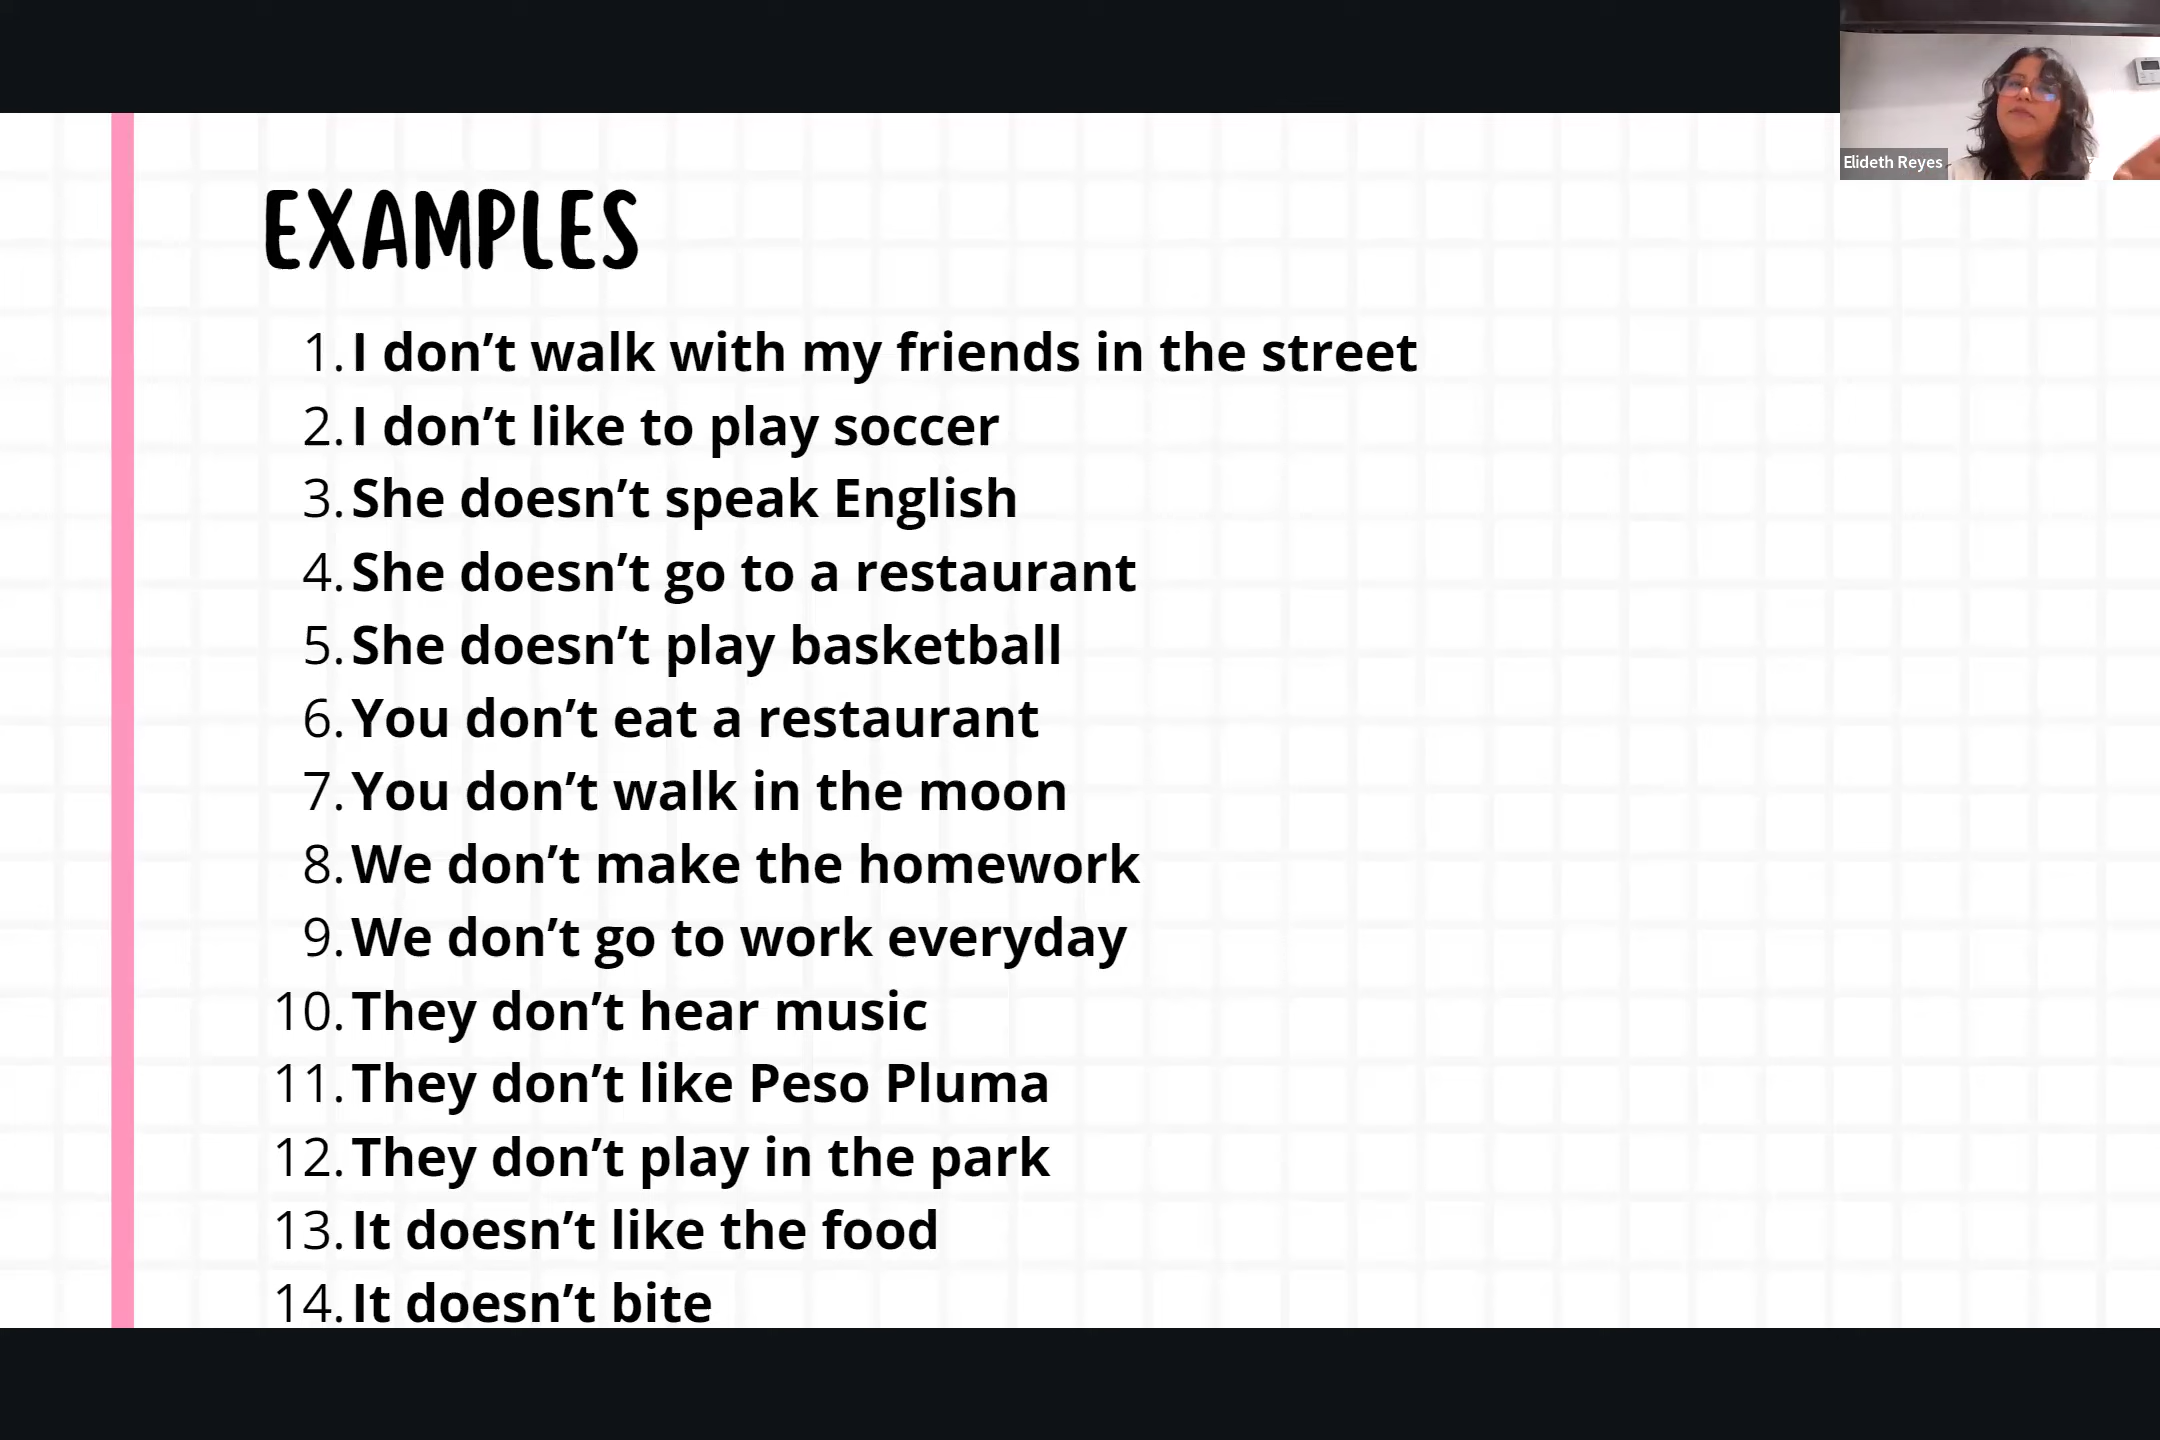 Elideth Reyes
EXAMPLES
1. I don’t walk with my friends in the street
2. I don’t like to play soccer
3. She doesn’t speak English
4. She doesn’t go to a restaurant
5. She doesn’t play basketball
6. You don’t eat a restaurant
7. You don’t walk in the moon
8. We don’t make the homework
9. We don’t go to work everyday
10. They don’t hear music
11. They don’t like Peso Pluma
12. They don’t play in the park
13. It doesn’t like the food
14. It doesn’t bite